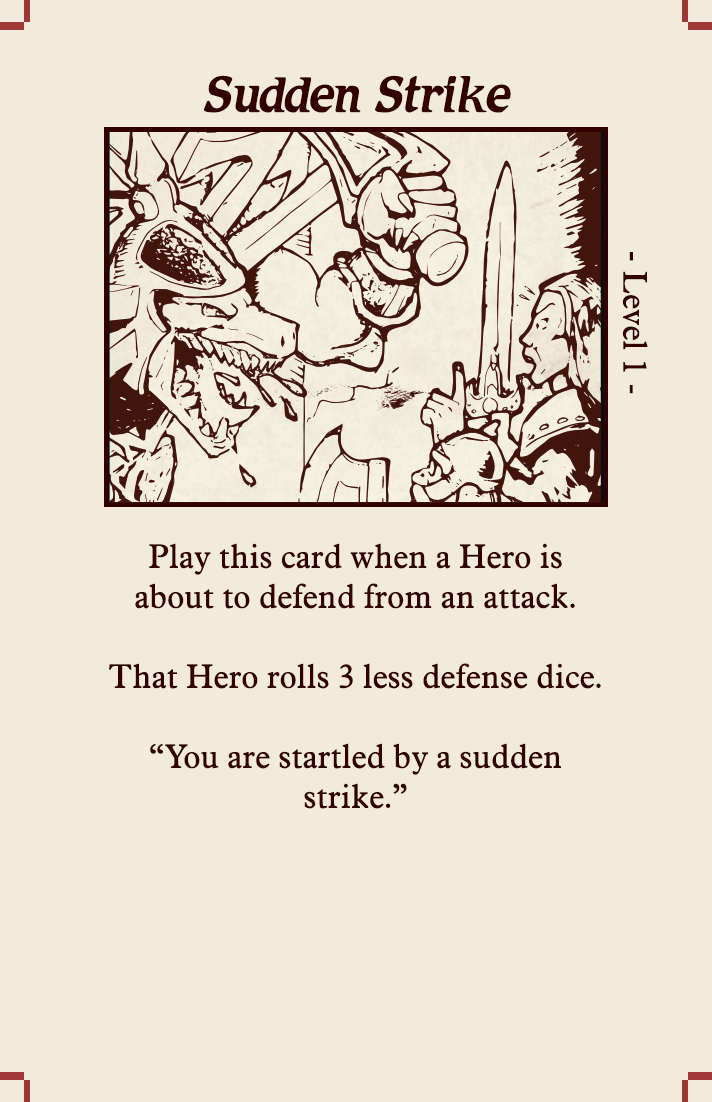 Sudden Strike
- Level 1 -
Play this card when a Hero is
about to defend from an attack.
That Hero rolls 3 less defense dice.
“You are startled by a sudden
strike.”